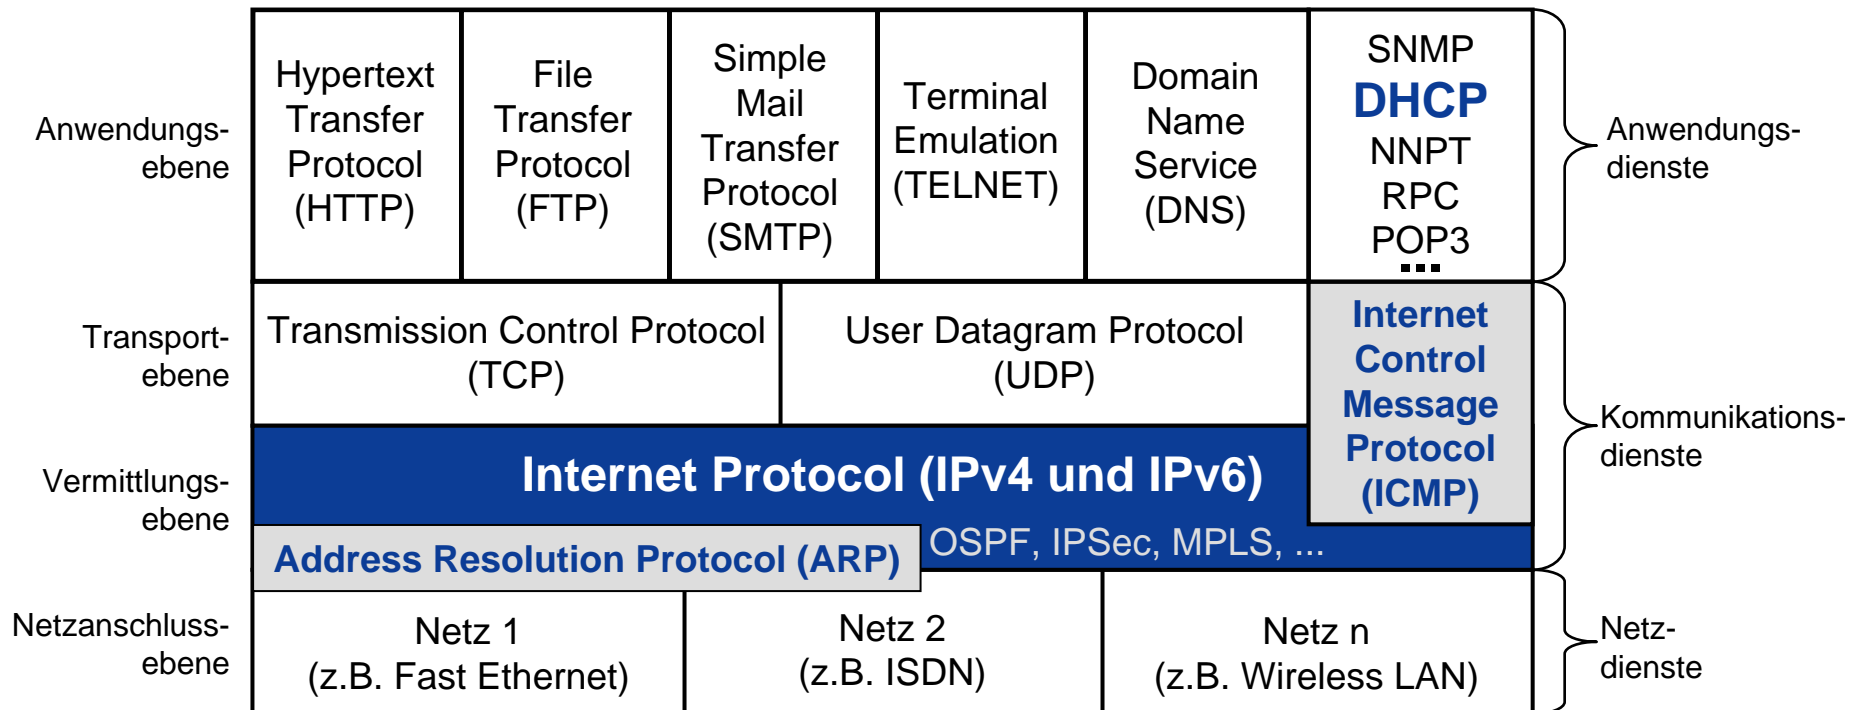 Anwendungs-
ebene
Hypertext
Transfer
Protocol
(HTTP)
File
Transfer
Protocol
(FTP)
Simple
Mail
Transfer
Protocol
(SMTP)
Terminal
Emulation
(TELNET)
Domain
Name
Service
(DNS)
SNMP
DHCP
NNPT
RPC
POP3
...
Anwendungs-
dienste
Transport-
ebene
Transmission Control Protocol
(TCP)
User Datagram Protocol
(UDP)
Internet
Control
Message
Protocol
(ICMP)
Kommunikations-
dienste
Vermittlungs-
ebene
Internet Protocol (IPv4 und IPv6)
OSPF, IPSec, MPLS, ...
Address Resolution Protocol (ARP)
Netzanschluss-
ebene
Netz 1
(z.B. Fast Ethernet)
Netz 2
(z.B. ISDN)
Netz n
(z.B. Wireless LAN)
Netz-
dienste